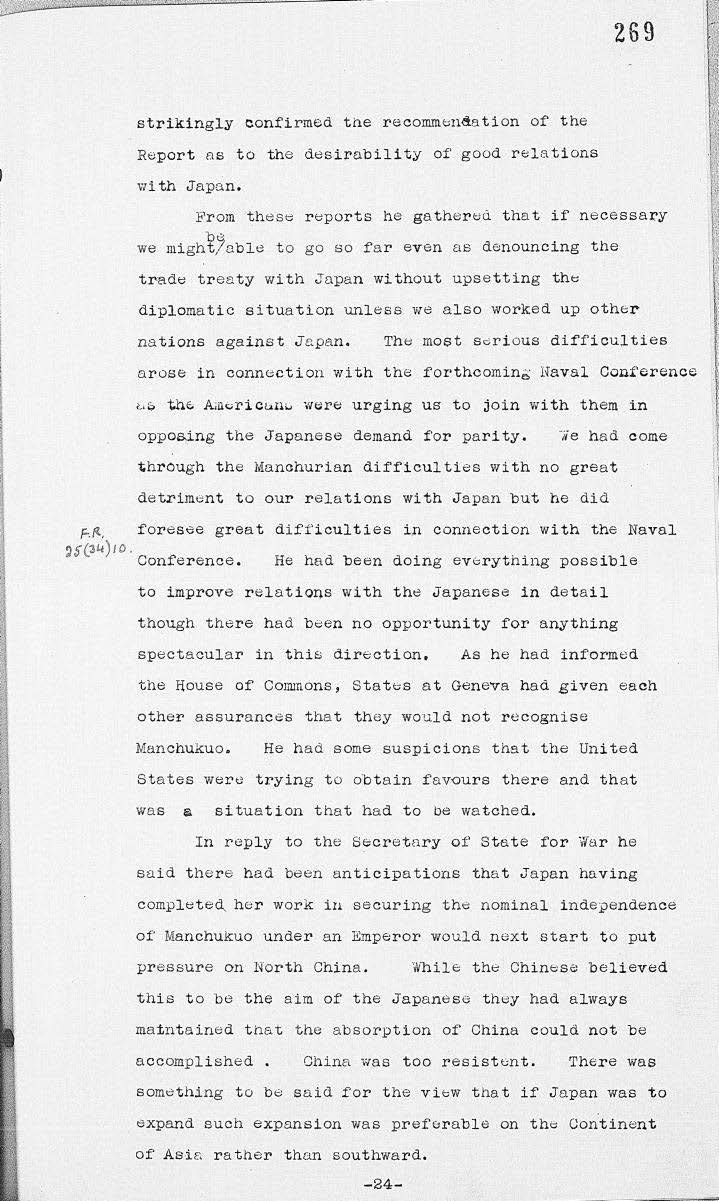 269
strikingly confirmed the recommendation of the
Report as to the desirability of good relations
with Japan.
From these reports he gathered that if necessary
be
we might/able to go so far even as denouncing the
trade treaty with Japan without upsetting the
diplomatic situation unless we also worked up other
nations against Japan. The most serious difficulties
arose in connection with the forthcoming Naval Conference
as the Americans were urging us to join with them in
opposing the Japanese demand for parity. We had come
through the Manchurian difficulties with no great
detriment to our relations with Japan but he did
F.R. foresee great difficulties in connection with the Naval
25(34)10. Conference. He had been doing everything possible
to improve relations with the Japanese in detail
though there had been no opportunity for anything
spectacular in this direction. As he had informed
the House of Commons, States at Geneva had given each
other assurances that they would not recognise
Manchukuo. He had some suspicions that the United
States were trying to obtain favours there and that
was a situation that had to be watched.
In reply to the Secretary of State for War he
said there had been anticipations that Japan having
completed her work in securing the nominal independence
of Manchukuo under an Emperor would next start to put
pressure on North China. While the Chinese believed
this to be the aim of the Japanese they had always
maintained that the absorption of China could not be
accomplished . China was too resistent. There was
something to be said for the view that if Japan was to
expand such expansion was preferable on the Continent
of Asia rather than southward.
-24-